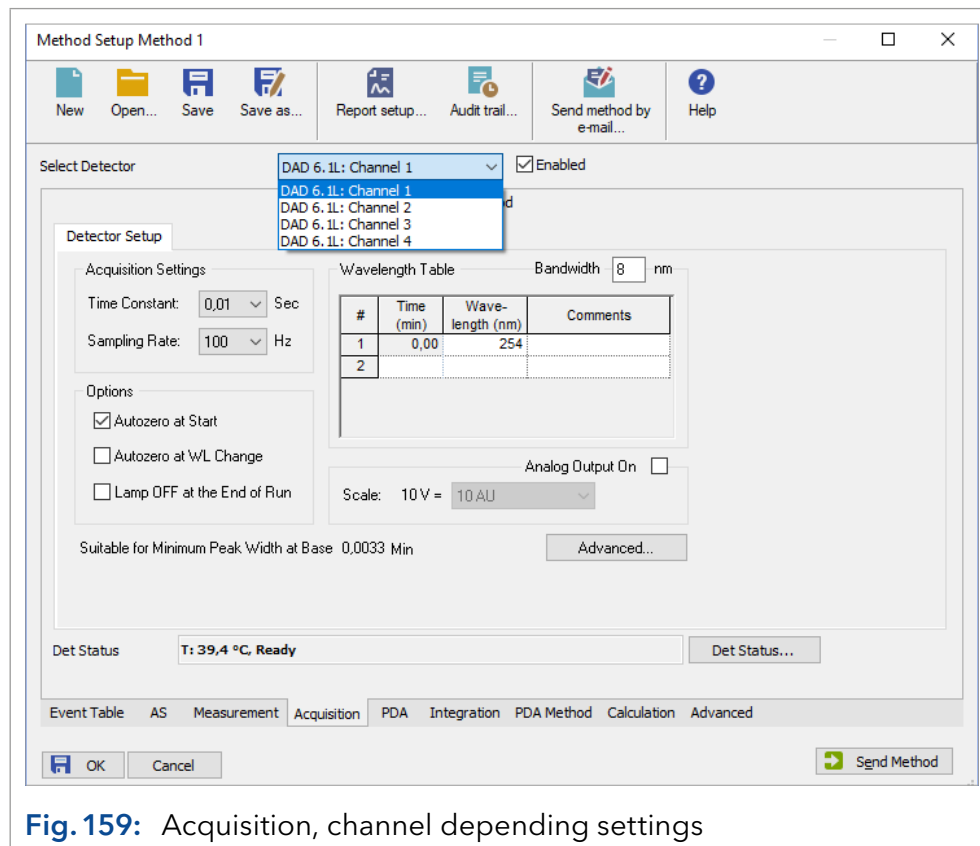 Method Setup Method 1
New Open... Save Save as... Report setup... Audit trail... Send method by e-mail... Help
Select Detector DAD 6.1L: Channel 1 Enabled
DAD 6.1L: Channel 1
DAD 6.1L: Channel 2
DAD 6.1L: Channel 3
DAD 6.1L: Channel 4
Detector Setup
Acquisition Settings
Time Constant: 0,01 Sec
Sampling Rate: 100 Hz
Options
Autozero at Start
Autozero at WL Change
Lamp OFF at the End of Run
Wavelength Table Bandwidth 8 nm
# Time (min) Wave-length (nm) Comments
1 0,00 254
2
Analog Output On
Scale: 10 V = 10 AU
Suitable for Minimum Peak Width at Base 0,0033 Min Advanced...
Det Status T: 39,4 °C, Ready Det Status...
Event Table AS Measurement Acquisition PDA Integration PDA Method Calculation Advanced
OK Cancel Send Method
Fig. 159: Acquisition, channel depending settings